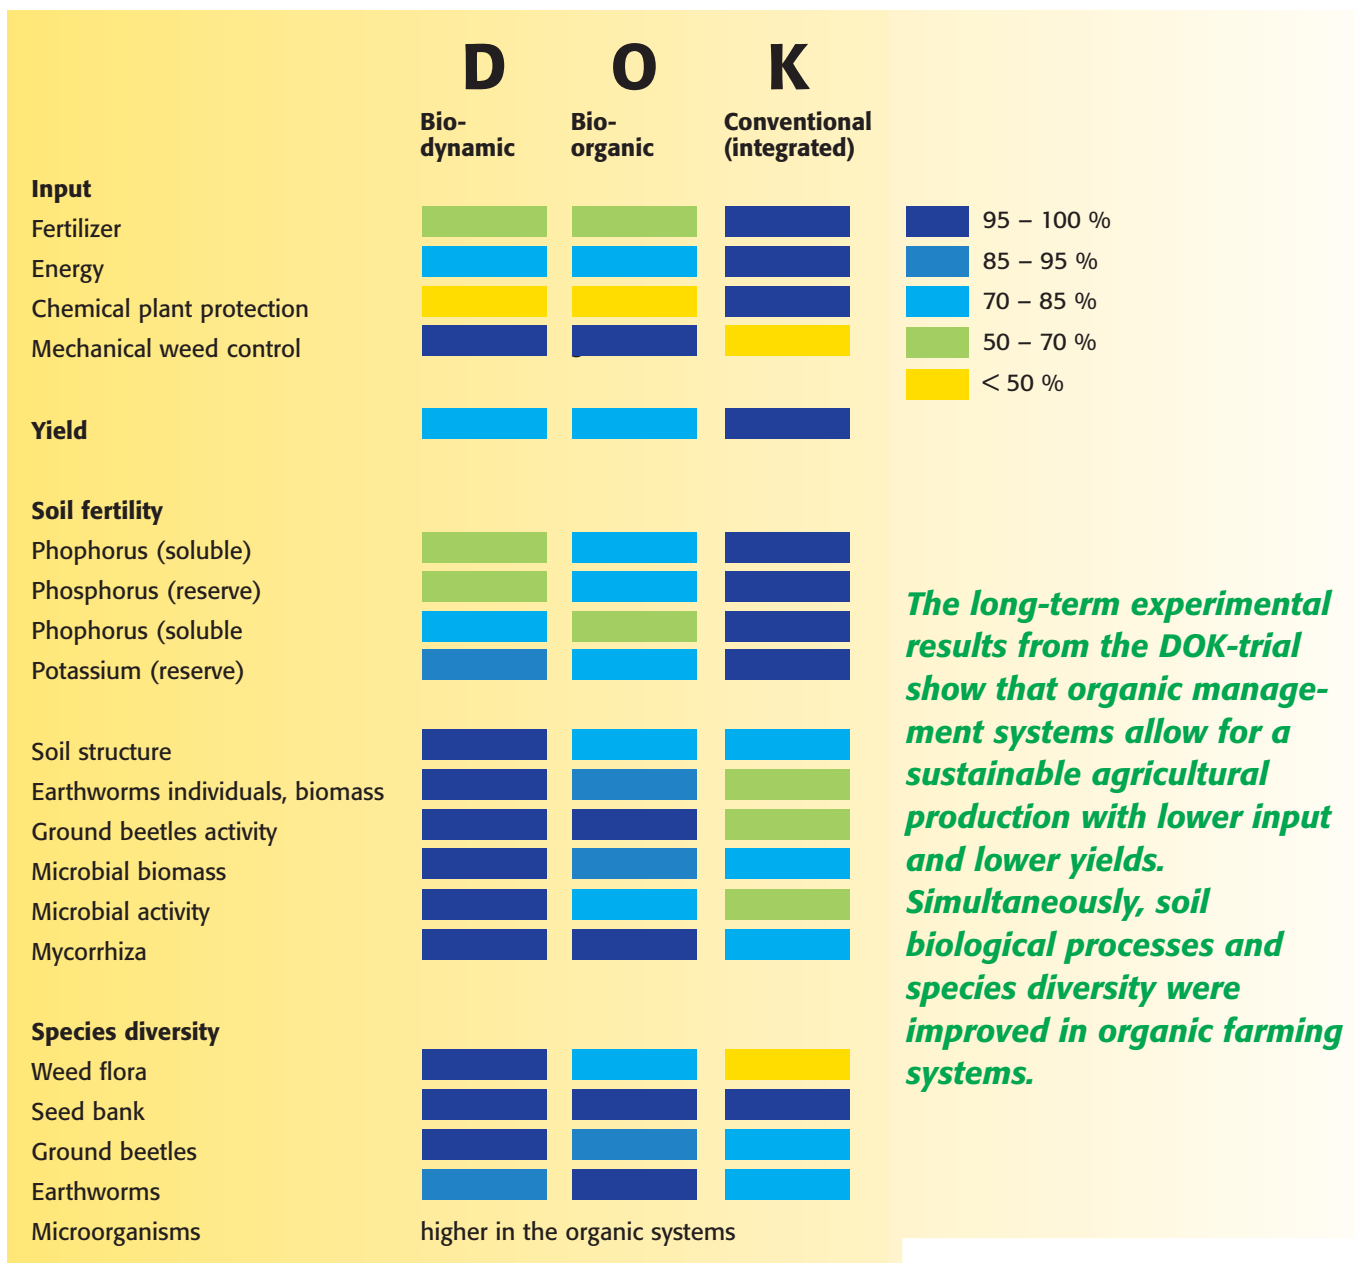 D O K
Bio-
dynamic
Bio-
organic
Conventional
(integrated)
Input
Fertilizer
Energy
Chemical plant protection
Mechanical weed control
Yield
Soil fertility
Phophorus (soluble)
Phosphorus (reserve)
Phophorus (soluble
Potassium (reserve)
Soil structure
Earthworms individuals, biomass
Ground beetles activity
Microbial biomass
Microbial activity
Mycorrhiza
Species diversity
Weed flora
Seed bank
Ground beetles
Earthworms
Microorganisms higher in the organic systems
95 – 100 %
85 – 95 %
70 – 85 %
50 – 70 %
< 50 %
The long-term experimental
results from the DOK-trial
show that organic manage-
ment systems allow for a
sustainable agricultural
production with lower input
and lower yields.
Simultaneously, soil
biological processes and
species diversity were
improved in organic farming
systems.